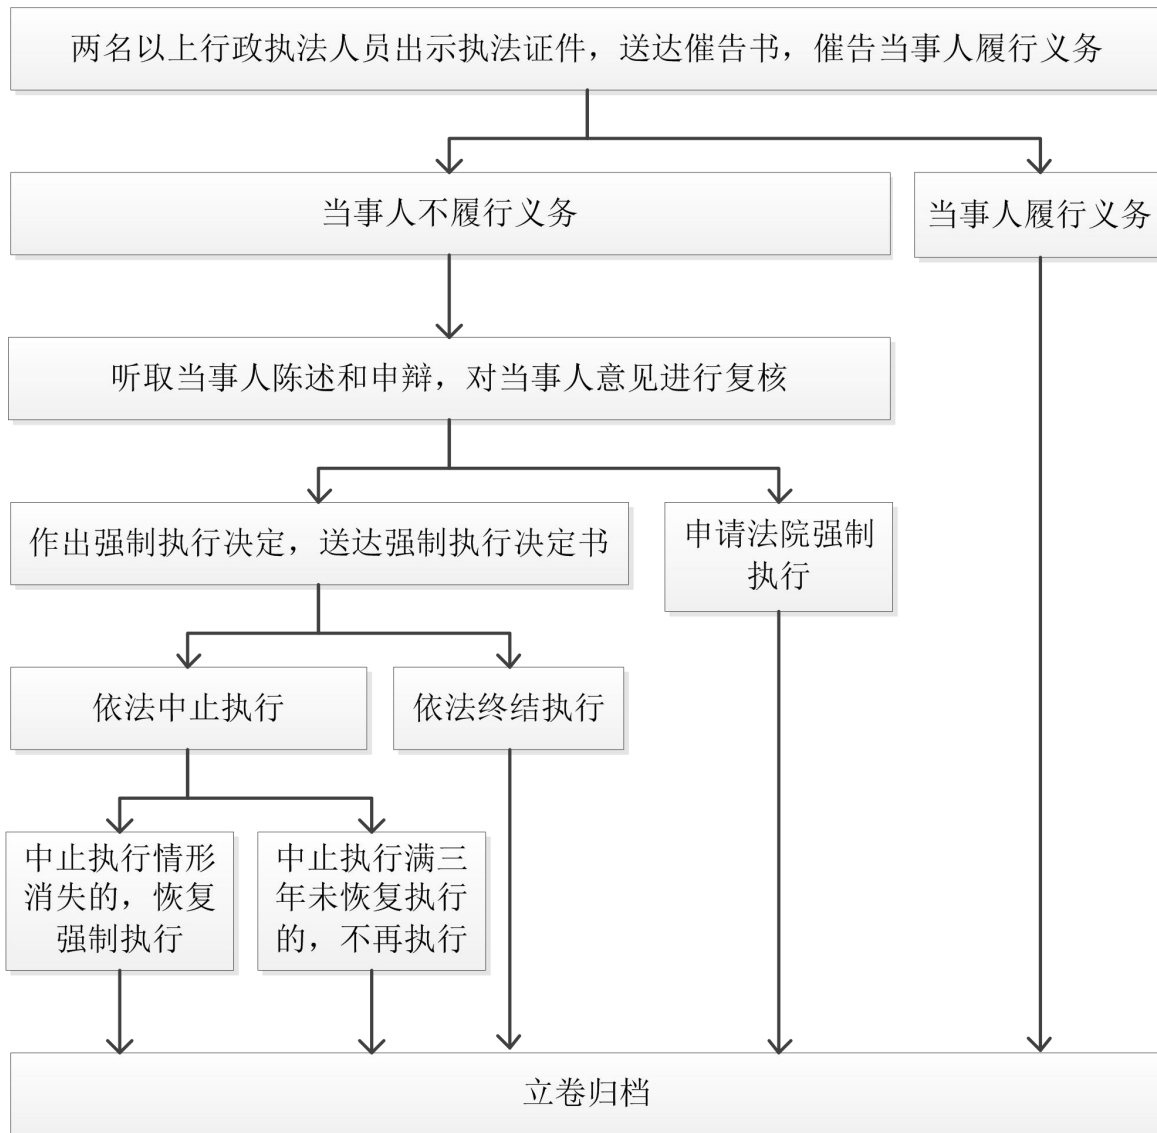 两名以上行政执法人员出示执法证件，送达催告书，催告当事人履行义务
当事人不履行义务
当事人履行义务
听取当事人陈述和申辩，对当事人意见进行复核
作出强制执行决定，送达强制执行决定书
申请法院强制
执行
依法中止执行
依法终结执行
中止执行情形
消失的，恢复
强制执行
中止执行满三
年未恢复执行
的，不再执行
立卷归档